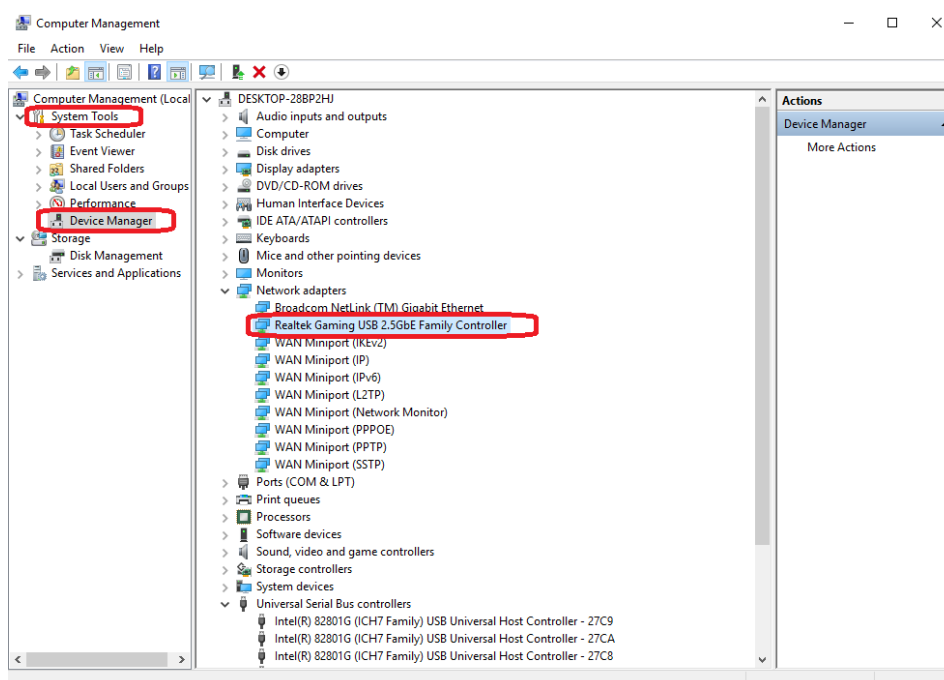 Computer Management
File Action View Help
Computer Management (Local
System Tools
Task Scheduler
Event Viewer
Shared Folders
Local Users and Groups
Performance
Device Manager
Storage
Disk Management
Services and Applications
DESKTOP-28BP2HJ
Audio inputs and outputs
Computer
Disk drives
Display adapters
DVD/CD-ROM drives
Human Interface Devices
IDE ATA/ATAPI controllers
Keyboards
Mice and other pointing devices
Monitors
Network adapters
Broadcom NetLink (TM) Gigabit Ethernet
Realtek Gaming USB 2.5GbE Family Controller
WAN Miniport (IKEv2)
WAN Miniport (IP)
WAN Miniport (IPv6)
WAN Miniport (L2TP)
WAN Miniport (Network Monitor)
WAN Miniport (PPPOE)
WAN Miniport (PPTP)
WAN Miniport (SSTP)
Ports (COM & LPT)
Print queues
Processors
Software devices
Sound, video and game controllers
Storage controllers
System devices
Universal Serial Bus controllers
Intel(R) 82801G (ICH7 Family) USB Universal Host Controller - 27C9
Intel(R) 82801G (ICH7 Family) USB Universal Host Controller - 27CA
Intel(R) 82801G (ICH7 Family) USB Universal Host Controller - 27C8
Actions
Device Manager
More Actions